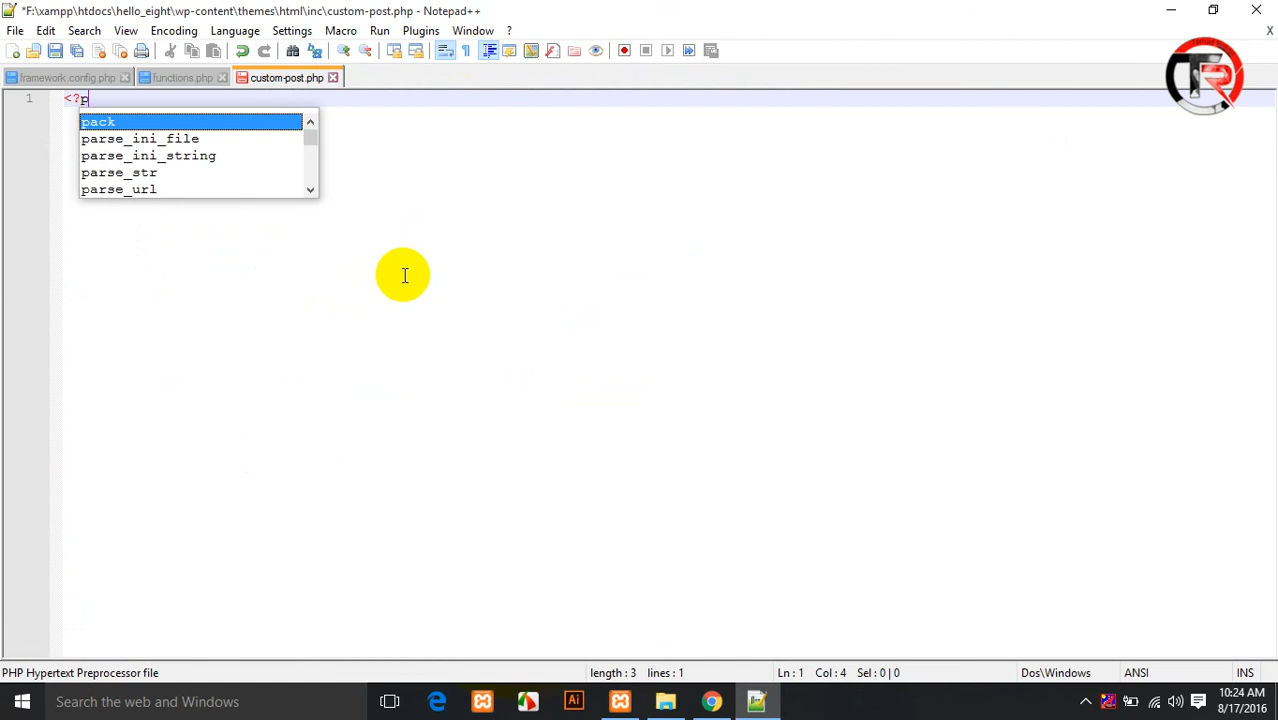 *F:\xampp\htdocs\hello_eight\wp-content\themes\html\inc\custom-post.php - Notepad++
File Edit Search View Encoding Language Settings Macro Run Plugins Window ? X
framework.config.php functions.php custom-post.php
1 <?p
pack
parse_ini_file
parse_ini_string
parse_str
parse_url
PHP Hypertext Preprocessor file length : 3 lines : 1 Ln : 1 Col : 4 Sel : 0 | 0 Dos\Windows ANSI INS
Search the web and Windows
Ai
10:24 AM
8/17/2016
TR